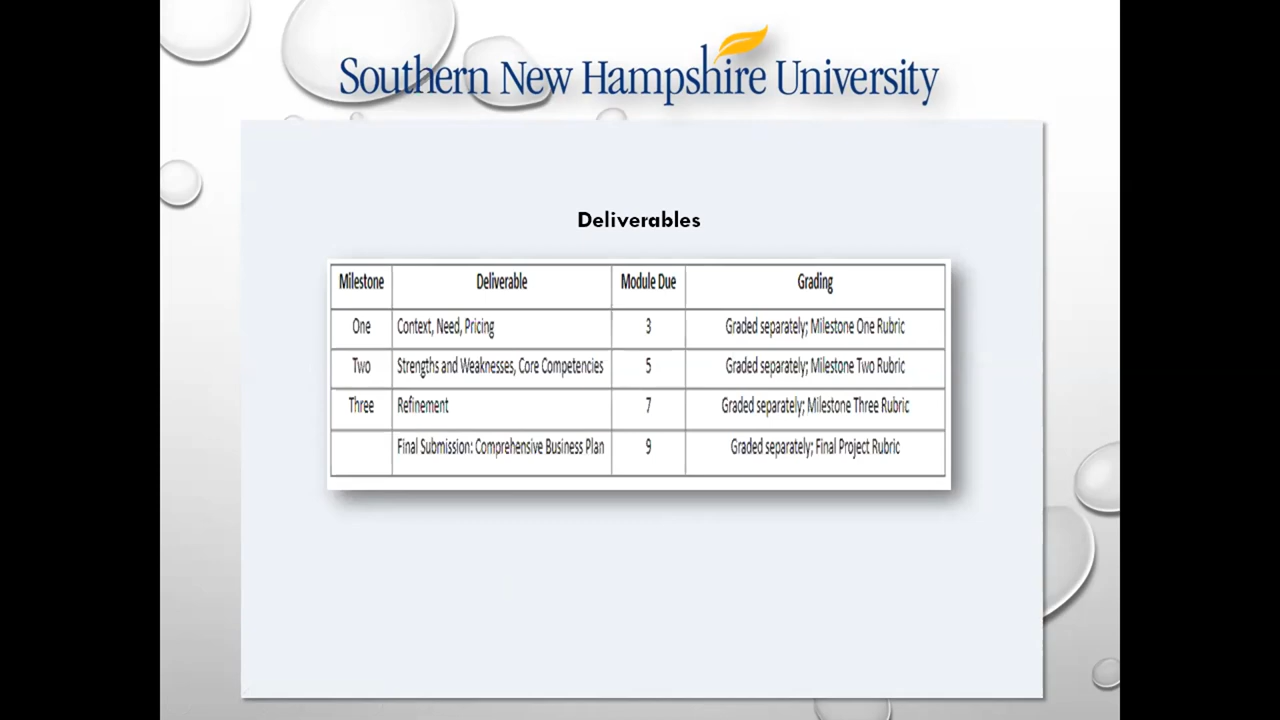 Southern New Hampshire University
Deliverables
Milestone Deliverable Module Due Grading
One Context, Need, Pricing 3 Graded separately; Milestone One Rubric
Two Strengths and Weaknesses, Core Competencies 5 Graded separately; Milestone Two Rubric
Three Refinement 7 Graded separately; Milestone Three Rubric
Final Submission: Comprehensive Business Plan 9 Graded separately; Final Project Rubric